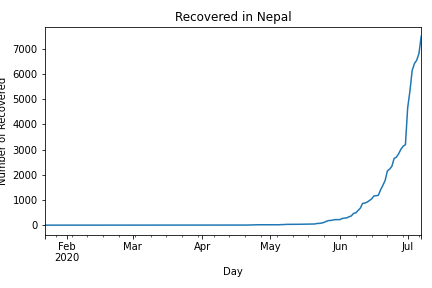 Recovered in Nepal
Number of Recovered
7000
6000
5000
4000
3000
2000
1000
0
Feb
2020
Mar
Apr
May
Jun
Jul
Day